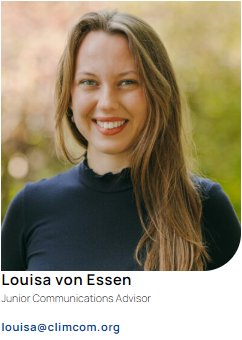 Louisa von Essen
Junior Communications Advisor
louisa@climcom.org